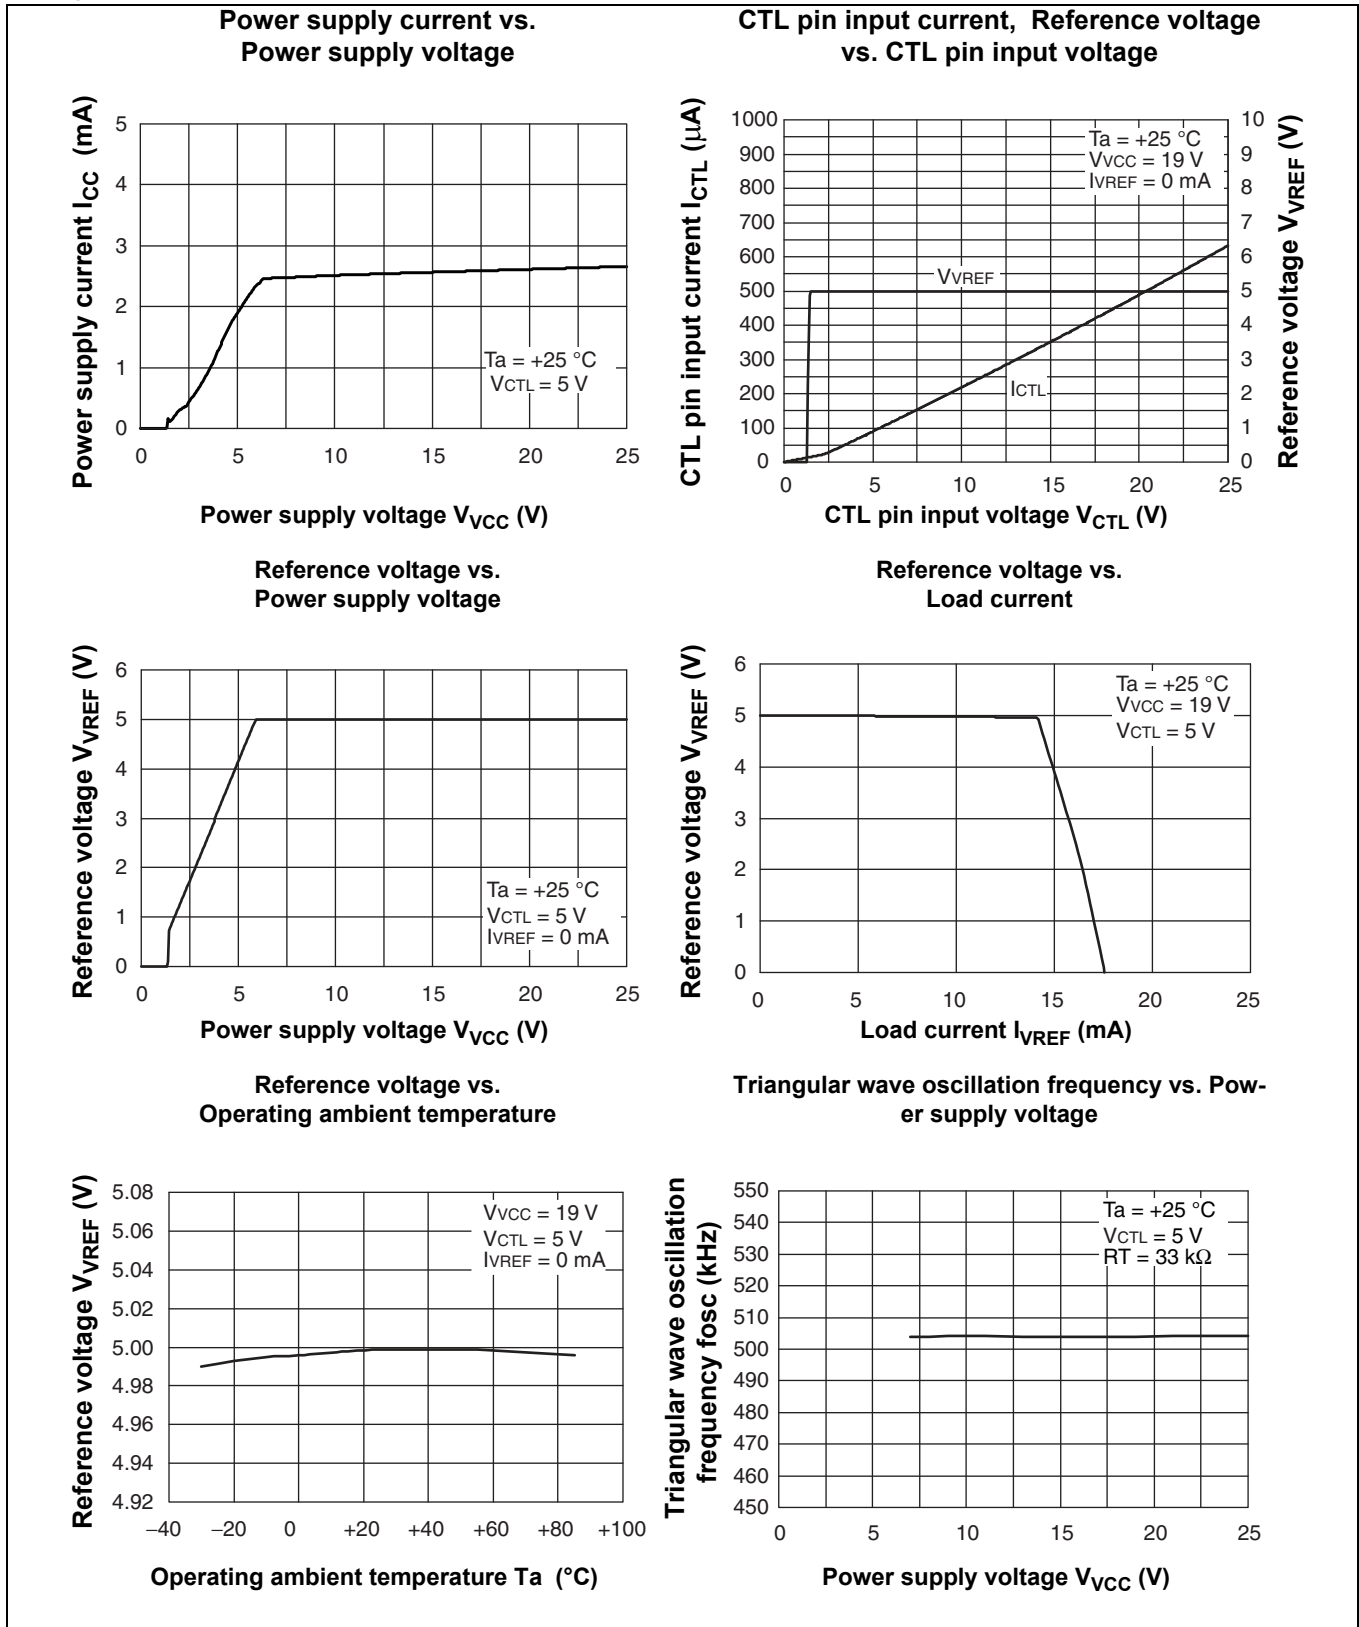 Power supply current vs.
Power supply voltage
Power supply current ICC (mA)
5
4
3
2
1
0
Ta = +25 °C
VCTL = 5 V
0 5 10 15 20 25
Power supply voltage VVCC (V)
CTL pin input current, Reference voltage
vs. CTL pin input voltage
CTL pin input current ICTL (µA)
1000
900
800
700
600
500
400
300
200
100
0
Ta = +25 °C
VVCC = 19 V
IVREF = 0 mA
VVREF
ICTL
10
9
8
7
6
5
4
3
2
1
0
Reference voltage VVREF (V)
0 5 10 15 20 25
CTL pin input voltage VCTL (V)
Reference voltage vs.
Power supply voltage
Reference voltage VVREF (V)
6
5
4
3
2
1
0
Ta = +25 °C
VCTL = 5 V
IVREF = 0 mA
0 5 10 15 20 25
Power supply voltage VVCC (V)
Reference voltage vs.
Load current
Reference voltage VVREF (V)
6
5
4
3
2
1
0
Ta = +25 °C
VVCC = 19 V
VCTL = 5 V
0 5 10 15 20 25
Load current IVREF (mA)
Reference voltage vs.
Operating ambient temperature
Reference voltage VVREF (V)
5.08
5.06
5.04
5.02
5.00
4.98
4.96
4.94
4.92
VVCC = 19 V
VCTL = 5 V
IVREF = 0 mA
−40 −20 0 +20 +40 +60 +80 +100
Operating ambient temperature Ta (°C)
Triangular wave oscillation frequency vs. Pow-
er supply voltage
Triangular wave oscillation
frequency fosc (kHz)
550
540
530
520
510
500
490
480
470
460
450
Ta = +25 °C
VCTL = 5 V
RT = 33 kΩ
0 5 10 15 20 25
Power supply voltage VVCC (V)